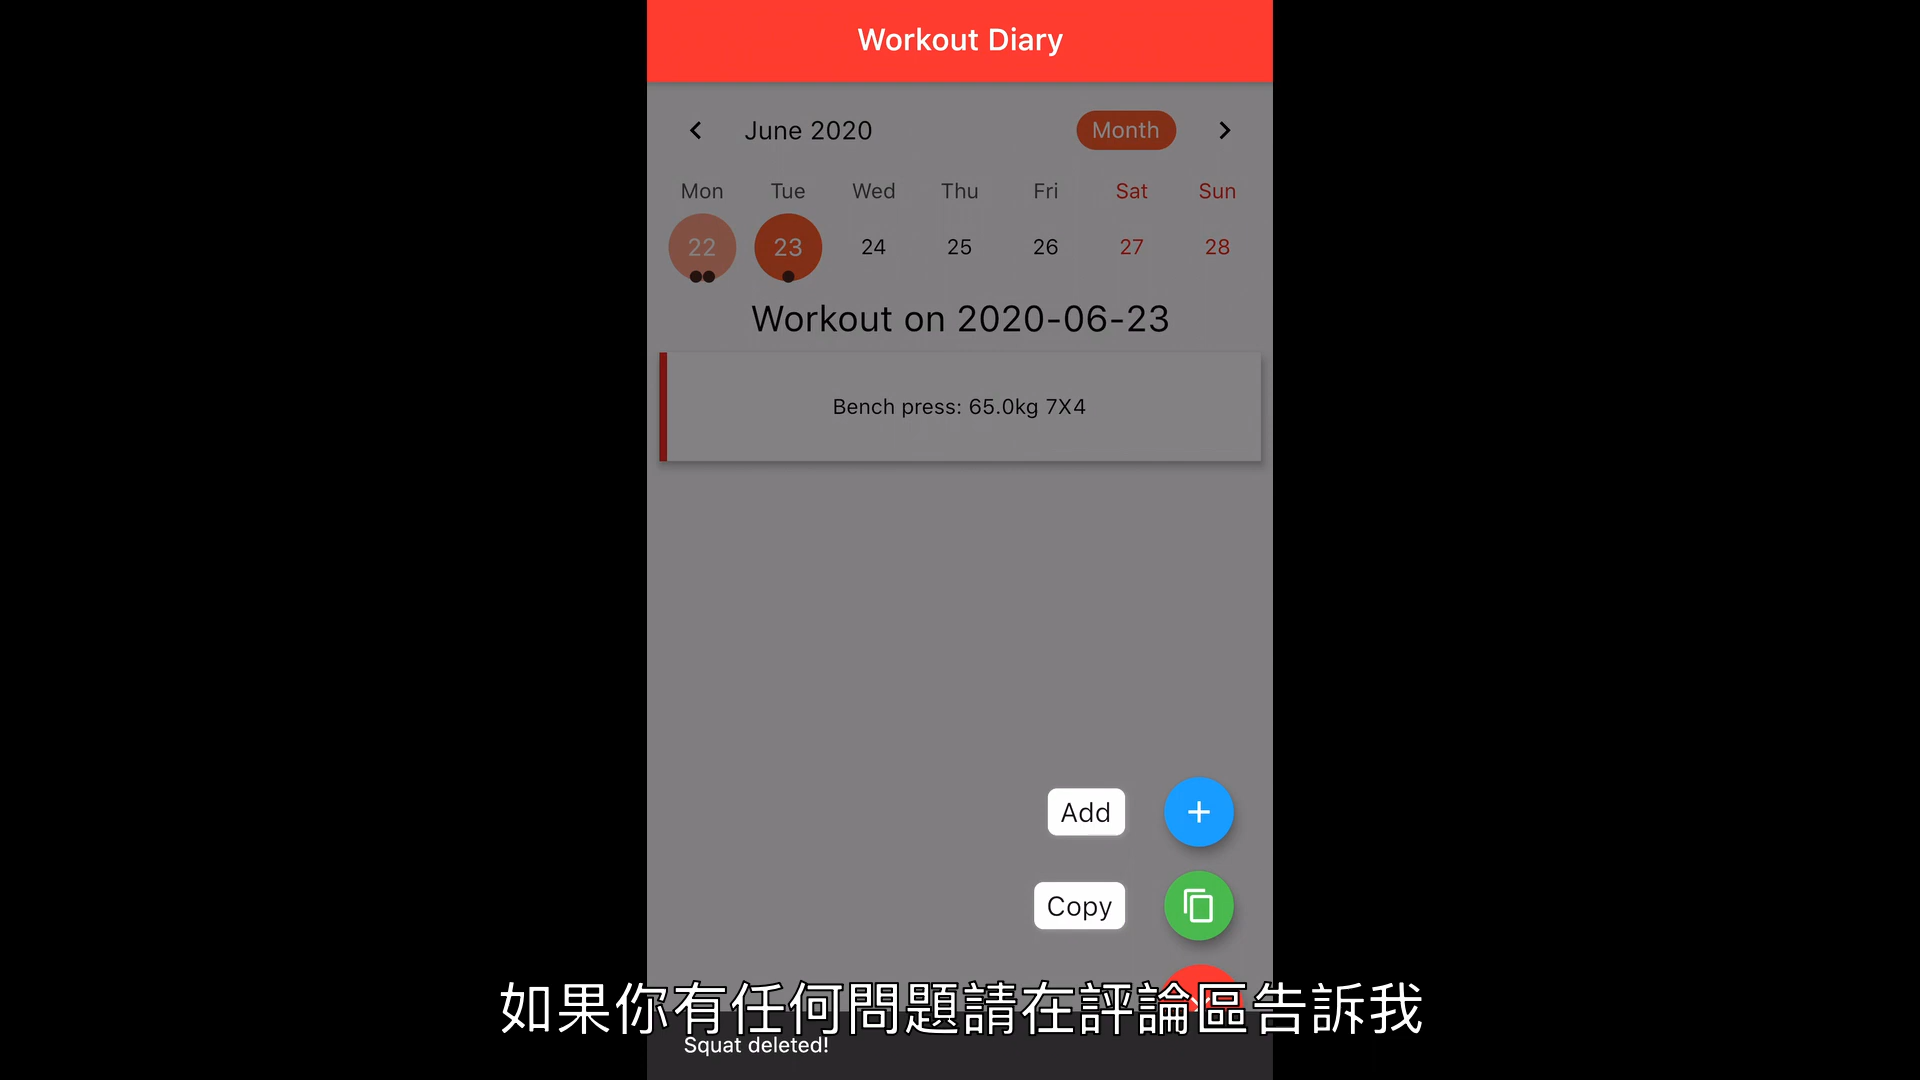 Workout Diary
June 2020
Month
Mon Tue Wed Thu Fri Sat Sun
22 23 24 25 26 27 28
Workout on 2020-06-23
Bench press: 65.0kg 7X4
Add
Copy
如果你有任何問題請在評論區告訴我
Squat deleted!